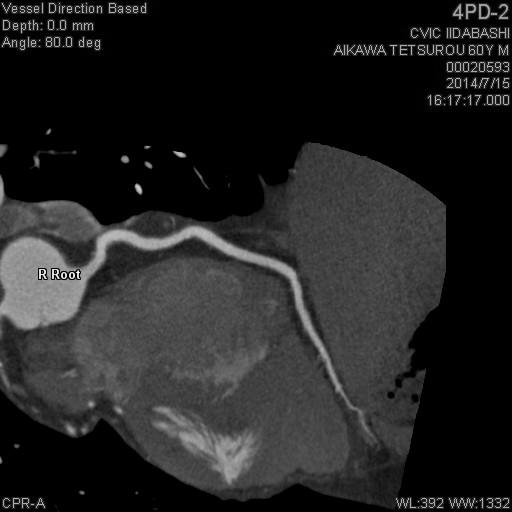 Vessel Direction Based
Depth: 0.0 mm
Angle: 80.0 deg
4PD-2
CVIC IIDABASHI
AIKAWA TETSUROU 60Y M
00020593
2014/7/15
16:17:17.000
R Root
CPR-A
WL:392 WW:1332